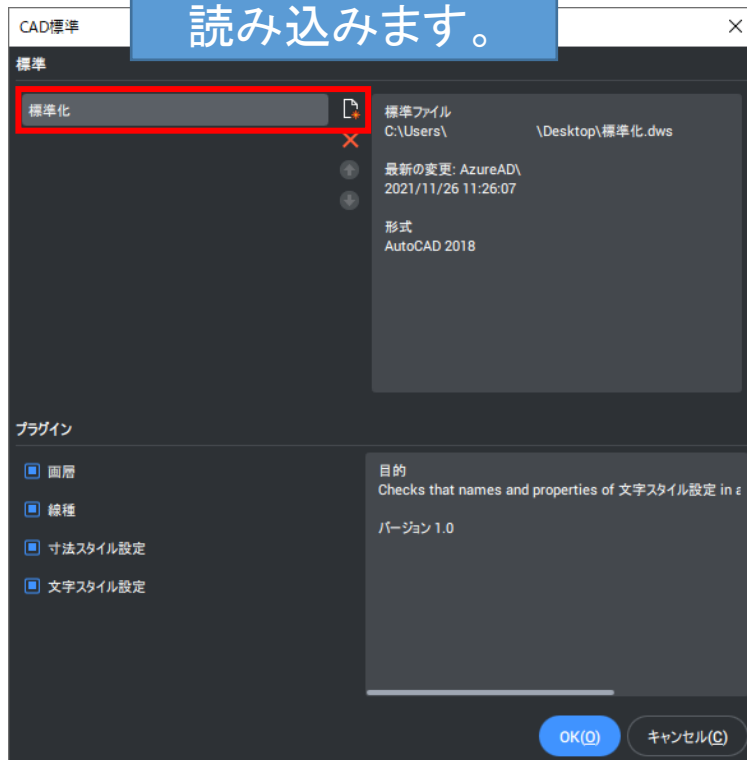 読み込みます。
CAD標準
標準
標準化
標準ファイル
C:\Users\ \Desktop\標準化.dws
最新の変更: AzureAD\
2021/11/26 11:26:07
形式
AutoCAD 2018
プラグイン
画層
線種
寸法スタイル設定
文字スタイル設定
目的
Checks that names and properties of 文字スタイル設定 in a
バージョン 1.0
OK(O)
キャンセル(C)